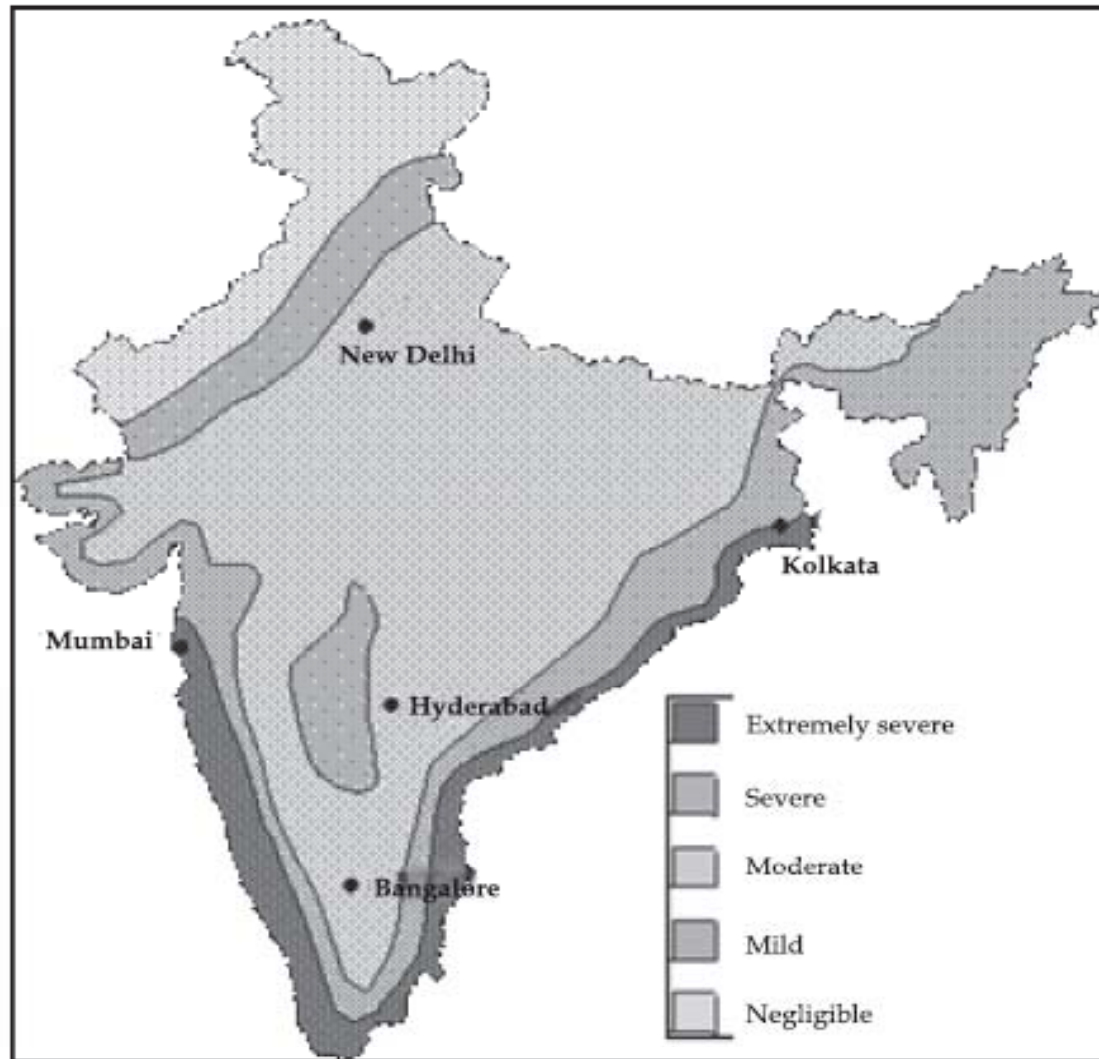 New Delhi
Kolkata
Mumbai
Hyderabad
Extremely severe
Severe
Moderate
Bangalore
Mild
Negligible